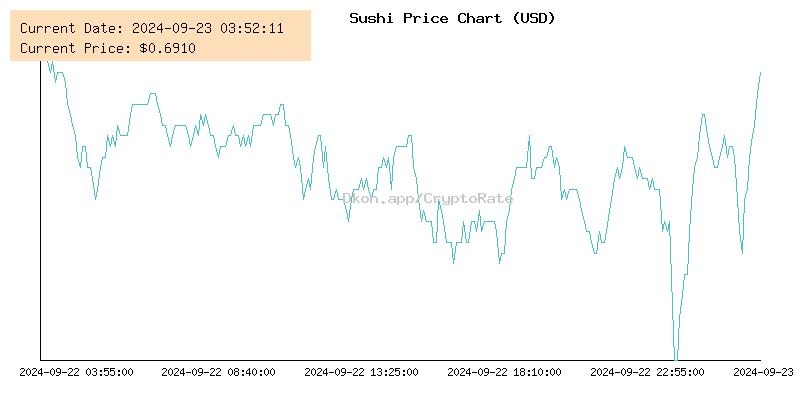 Sushi Price Chart (USD)
Current Date: 2024-09-23 03:52:11
Current Price: $0.6910
Dkon.app/CryptoRate
2024-09-22 03:55:00 2024-09-22 08:40:00 2024-09-22 13:25:00 2024-09-22 18:10:00 2024-09-22 22:55:00 2024-09-23